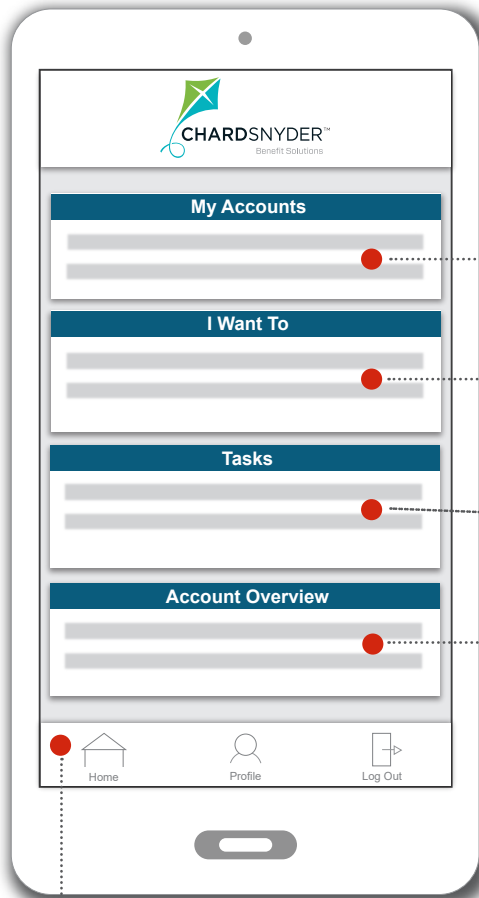 CHARDSNYDER™
Benefit Solutions
My Accounts
I Want To
Tasks
Account Overview
Home Profile Log Out